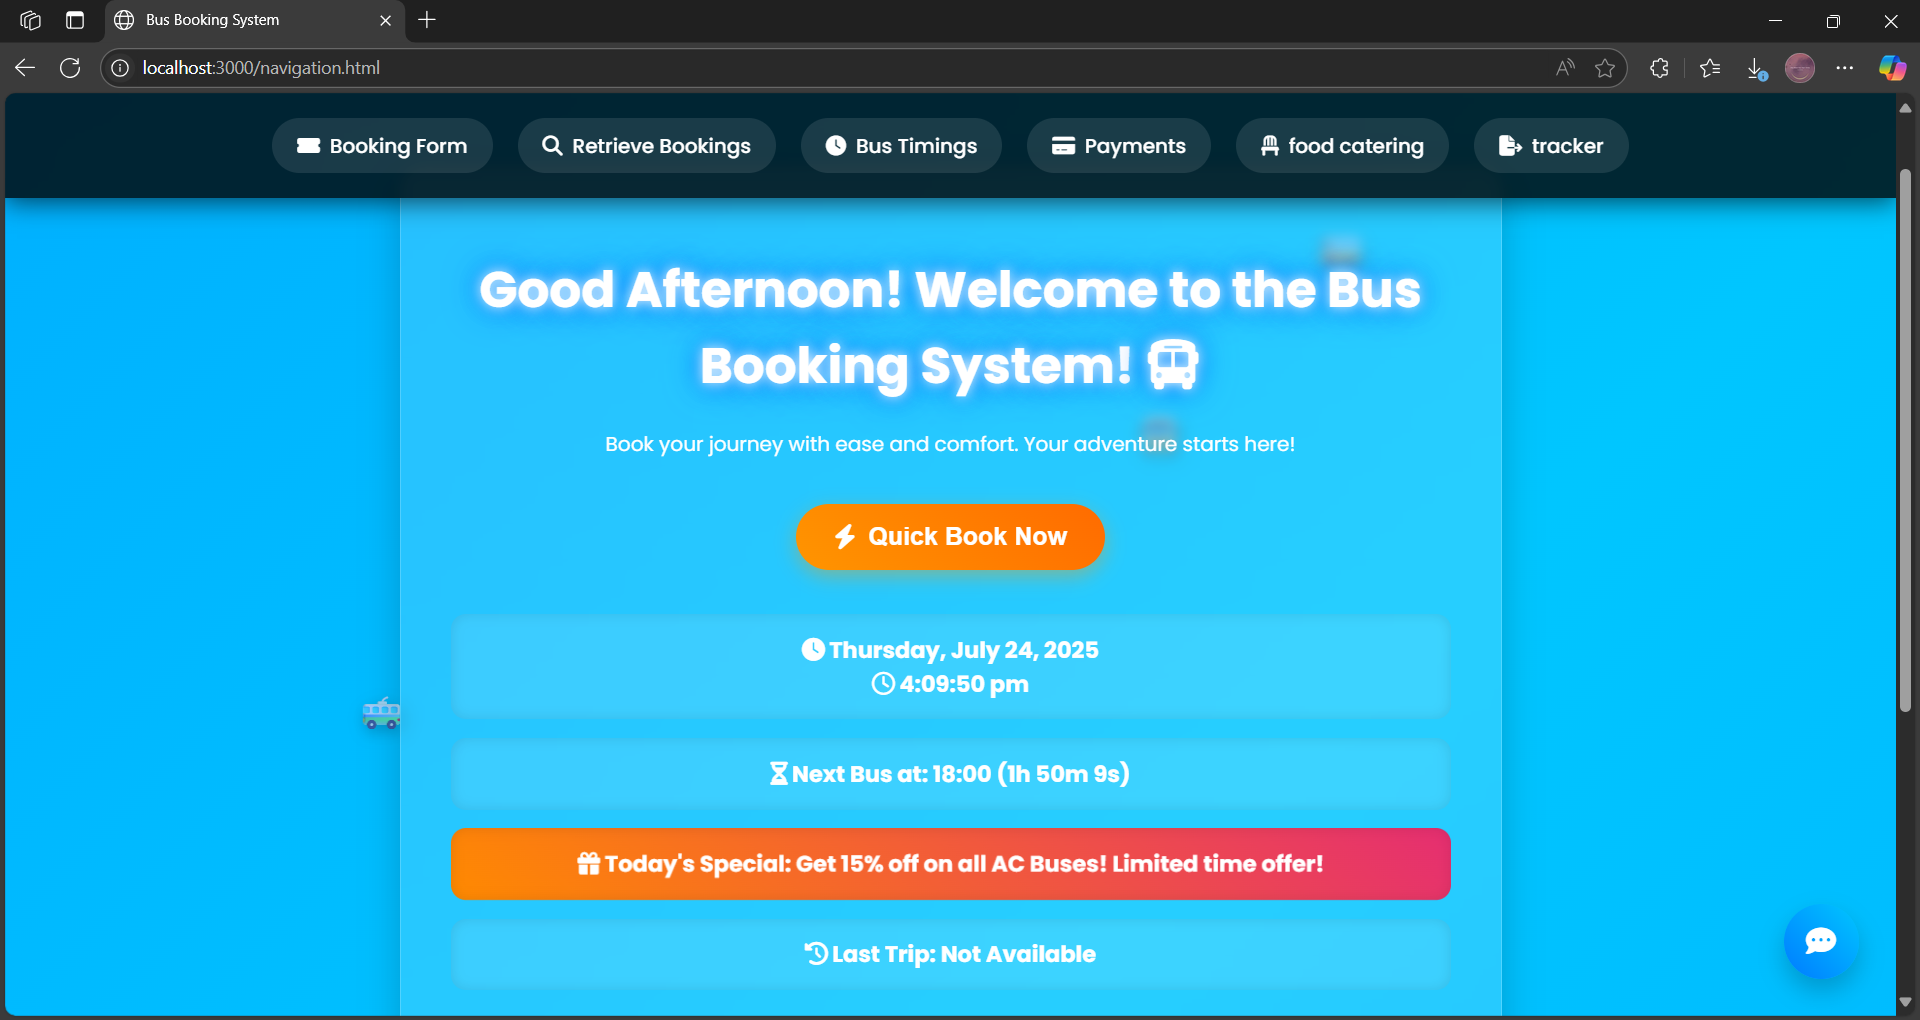 Bus Booking System
localhost:3000/navigation.html
Booking Form
Retrieve Bookings
Bus Timings
Payments
food catering
tracker
Good Afternoon! Welcome to the Bus
Booking System!
Book your journey with ease and comfort. Your adventure starts here!
Quick Book Now
Thursday, July 24, 2025
4:09:50 pm
Next Bus at: 18:00 (1h 50m 9s)
Today's Special: Get 15% off on all AC Buses! Limited time offer!
Last Trip: Not Available